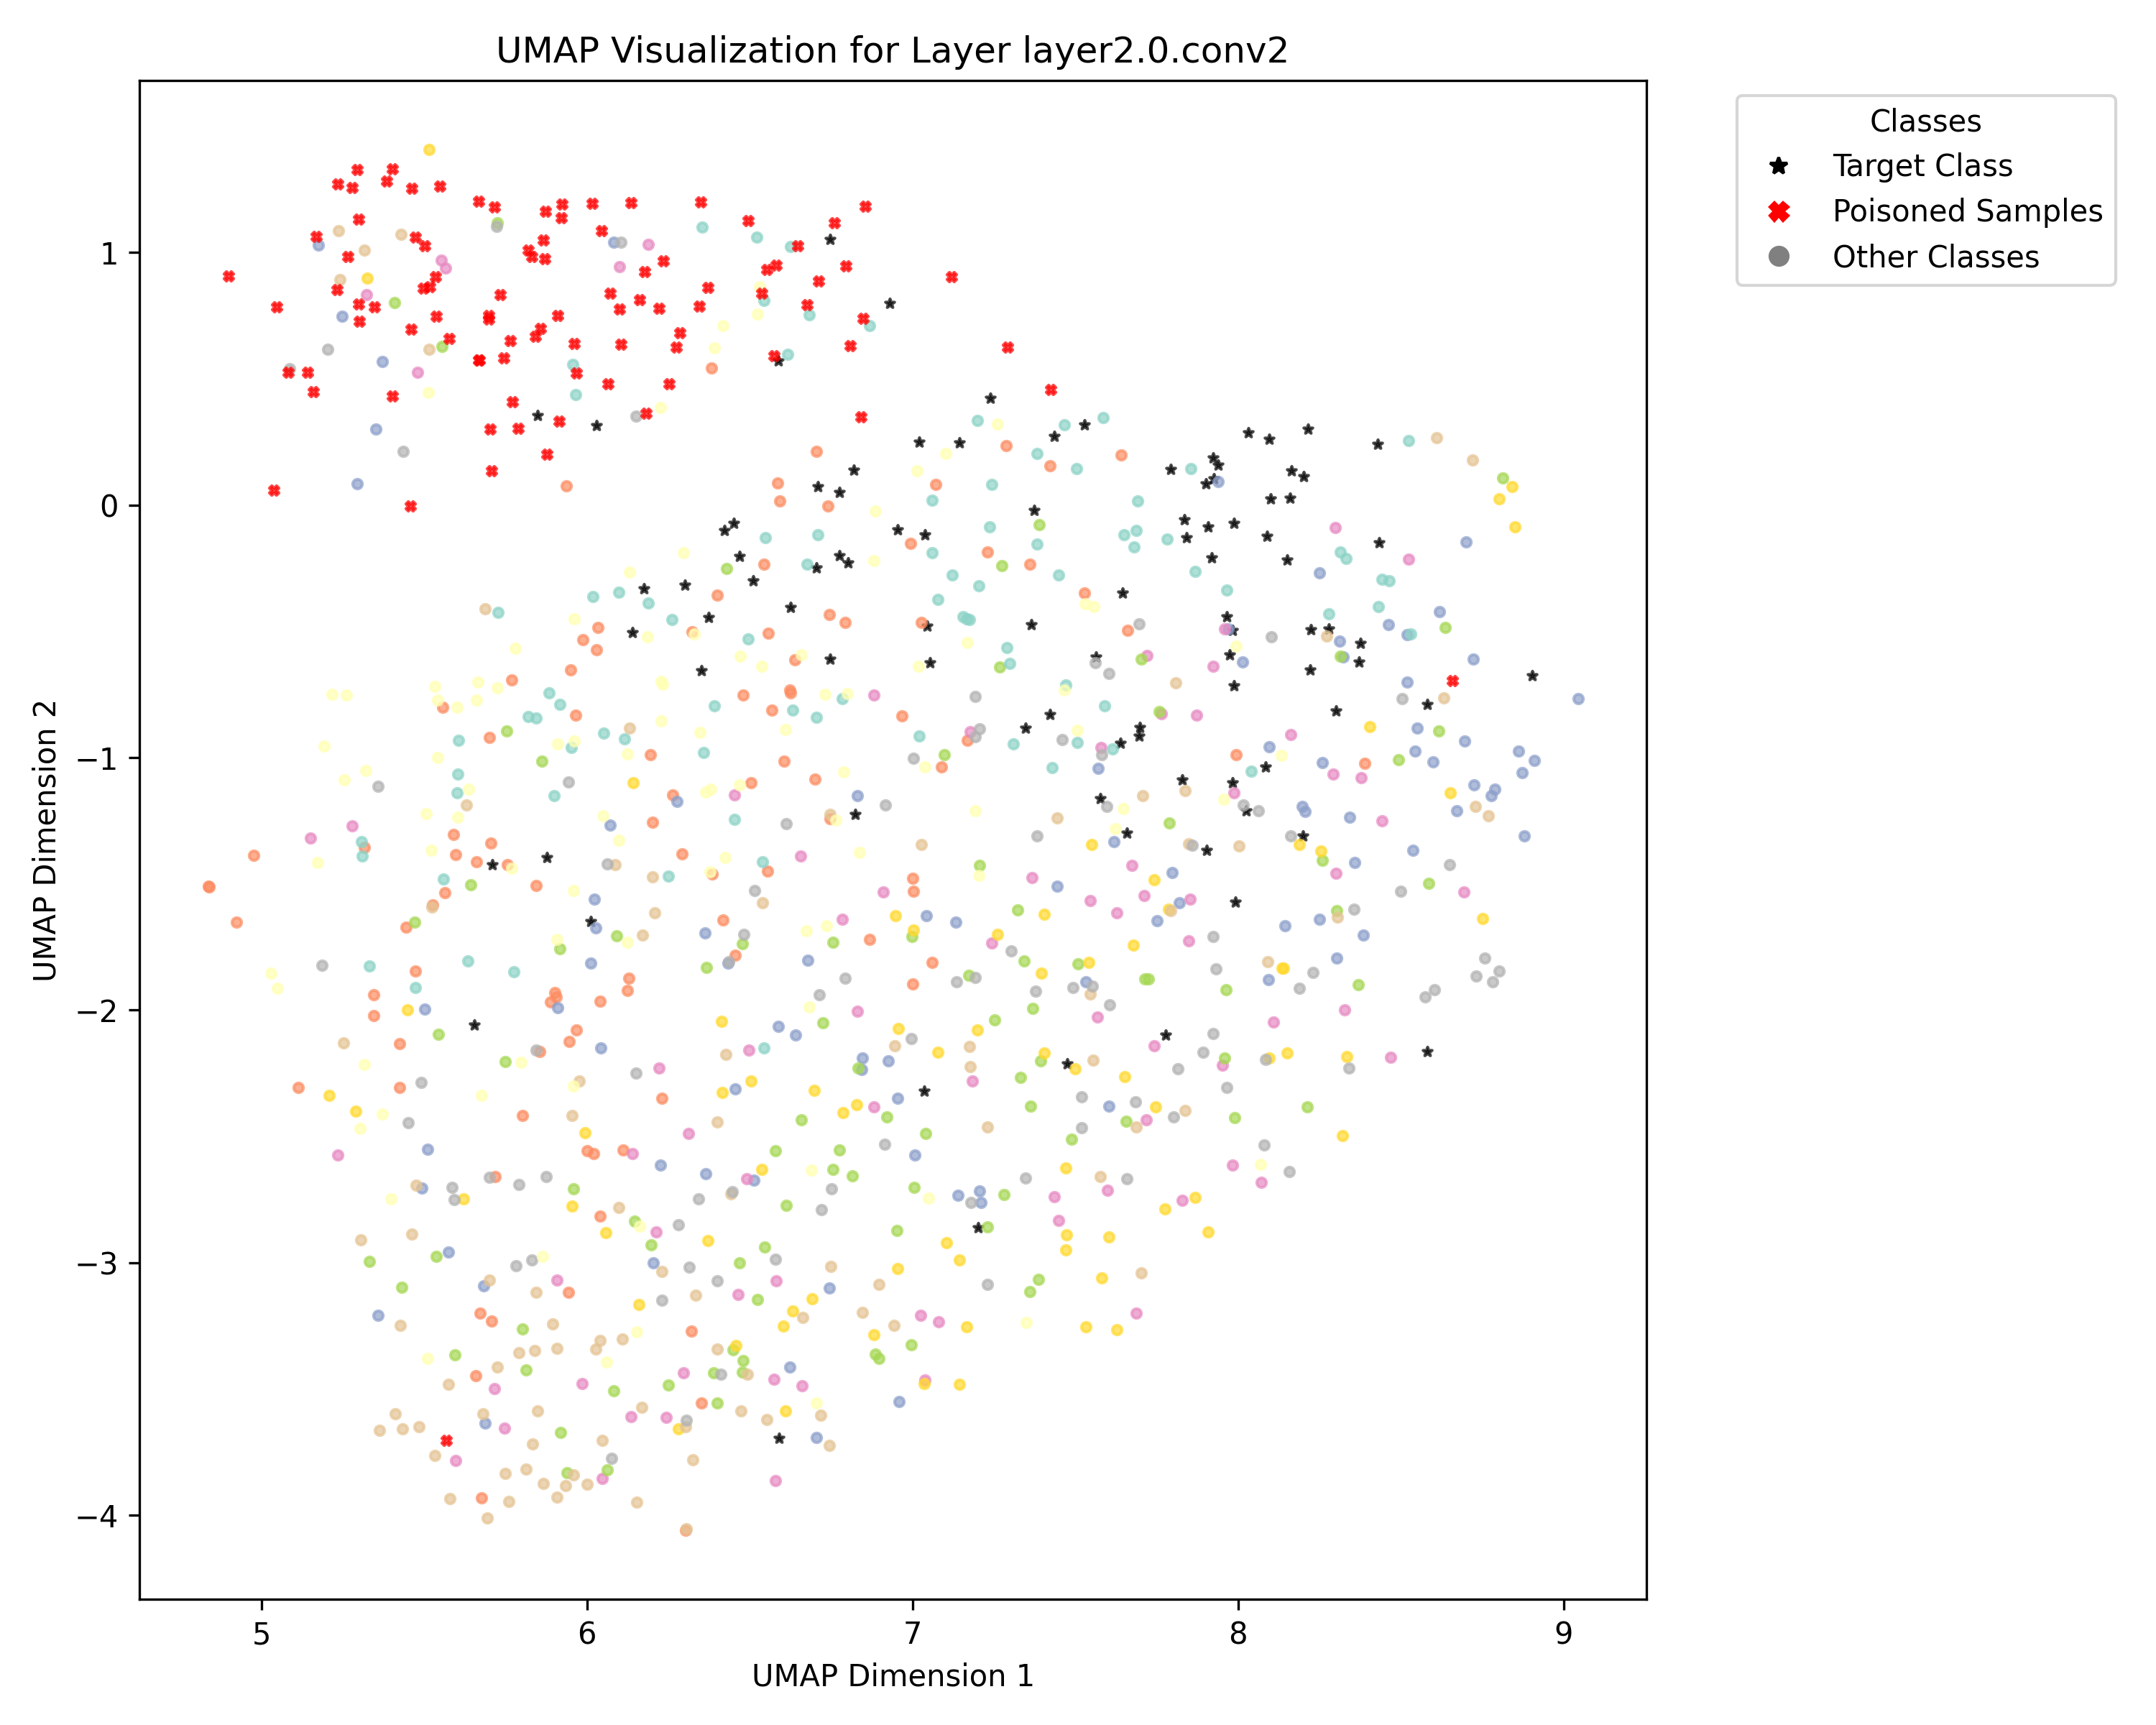 UMAP Visualization for Layer layer2.0.conv2
Classes
Target Class
Poisoned Samples
Other Classes
UMAP Dimension 2
1
0
−1
−2
−3
−4
5 6 7 8 9
UMAP Dimension 1